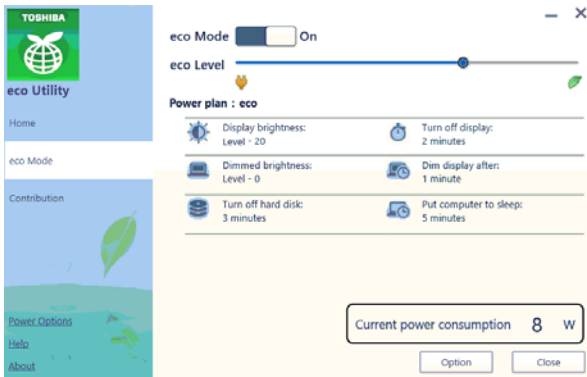 TOSHIBA
eco Utility
Home
eco Mode
Contribution
Power Options
Help
About
eco Mode On
eco Level
Power plan : eco
Display brightness:
Level - 20
Turn off display:
2 minutes
Dimmed brightness:
Level - 0
Dim display after:
1 minute
Turn off hard disk:
3 minutes
Put computer to sleep:
5 minutes
Current power consumption 8 W
Option Close